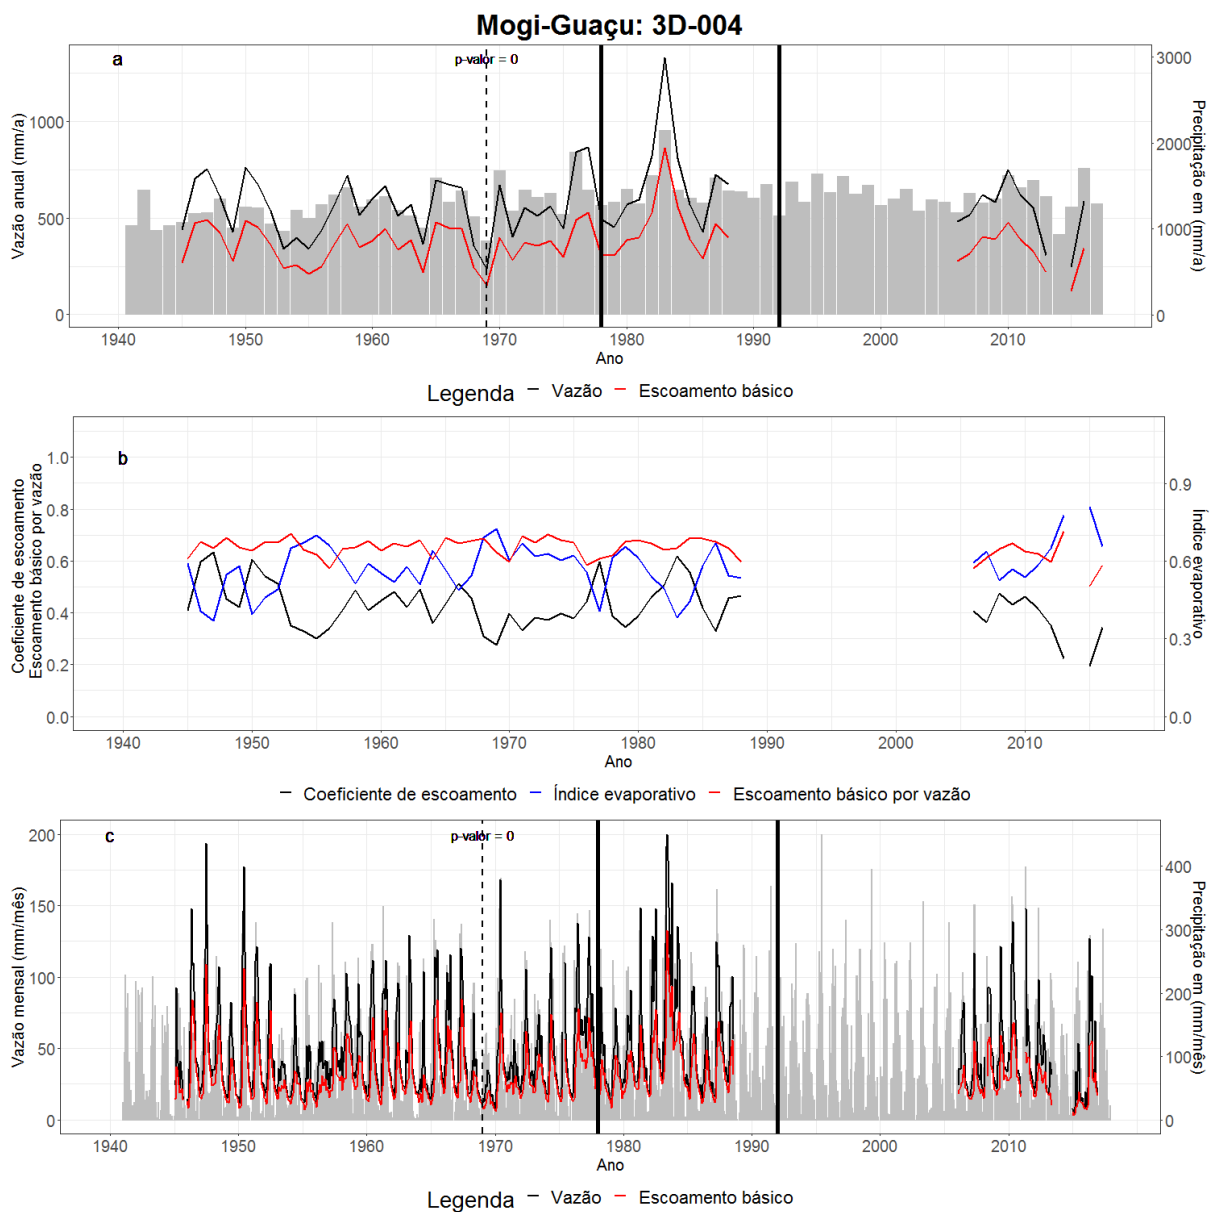 Mogi-Guaçu: 3D-004
a
p-valor = 0
Vazão anual (mm/a)
Precipitação em (mm/a)
1000
500
0
3000
2000
1000
0
1940 1950 1960 1970 1980 1990 2000 2010
Ano
Legenda Vazão Escoamento básico
b
Coeficiente de escoamento
Escoamento básico por vazão
Índice evaporativo
1.0
0.8
0.6
0.4
0.2
0.0
0.9
0.6
0.3
0.0
1940 1950 1960 1970 1980 1990 2000 2010
Ano
Coeficiente de escoamento Índice evaporativo Escoamento básico por vazão
c
p-valor = 0
Vazão mensal (mm/mês)
Precipitação em (mm/mês)
200
150
100
50
0
400
300
200
100
0
1940 1950 1960 1970 1980 1990 2000 2010
Ano
Legenda Vazão Escoamento básico